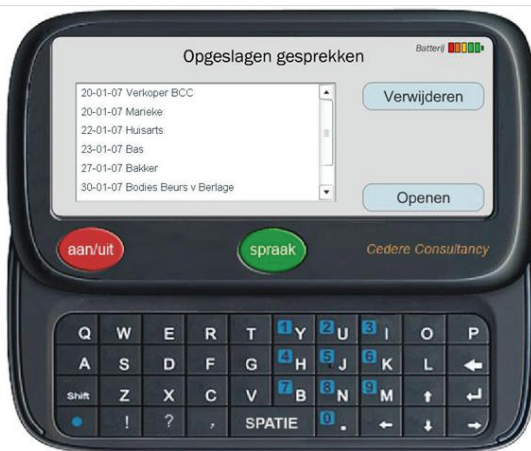 Opgeslagen gesprekken
Batterij
20-01-07 Verkoper BCC
20-01-07 Marieke
22-01-07 Huisarts
23-01-07 Bas
27-01-07 Bakker
30-01-07 Bodies Beurs v Berlage
Verwijderen
Openen
aan/uit
spraak
Cedere Consultancy
Q W E R T 1 Y 2 U 3 I O P
A S D F G 4 H 5 J 6 K L
Shift Z X C V 7 B 8 N 9 M
! ? , SPATIE 0 .